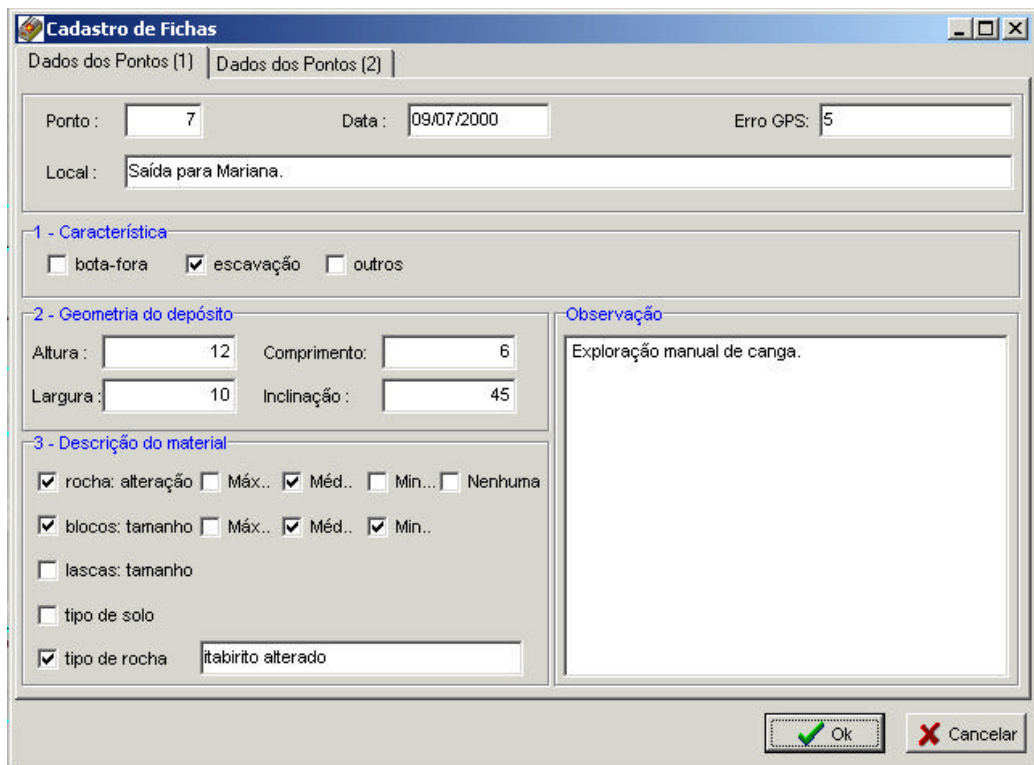 Cadastro de Fichas
Dados dos Pontos (1) Dados dos Pontos (2)
Ponto : 7 Data : 09/07/2000 Erro GPS: 5
Local : Saída para Mariana.
1 - Característica
bota-fora escavação outros
2 - Geometria do depósito
Altura : 12 Comprimento: 6
Largura : 10 Inclinação : 45
Observação
Exploração manual de canga.
3 - Descrição do material
rocha: alteração Máx.. Méd.. Min... Nenhuma
blocos: tamanho Máx.. Méd.. Min..
lascas: tamanho
tipo de solo
tipo de rocha itabirito alterado
Ok Cancelar